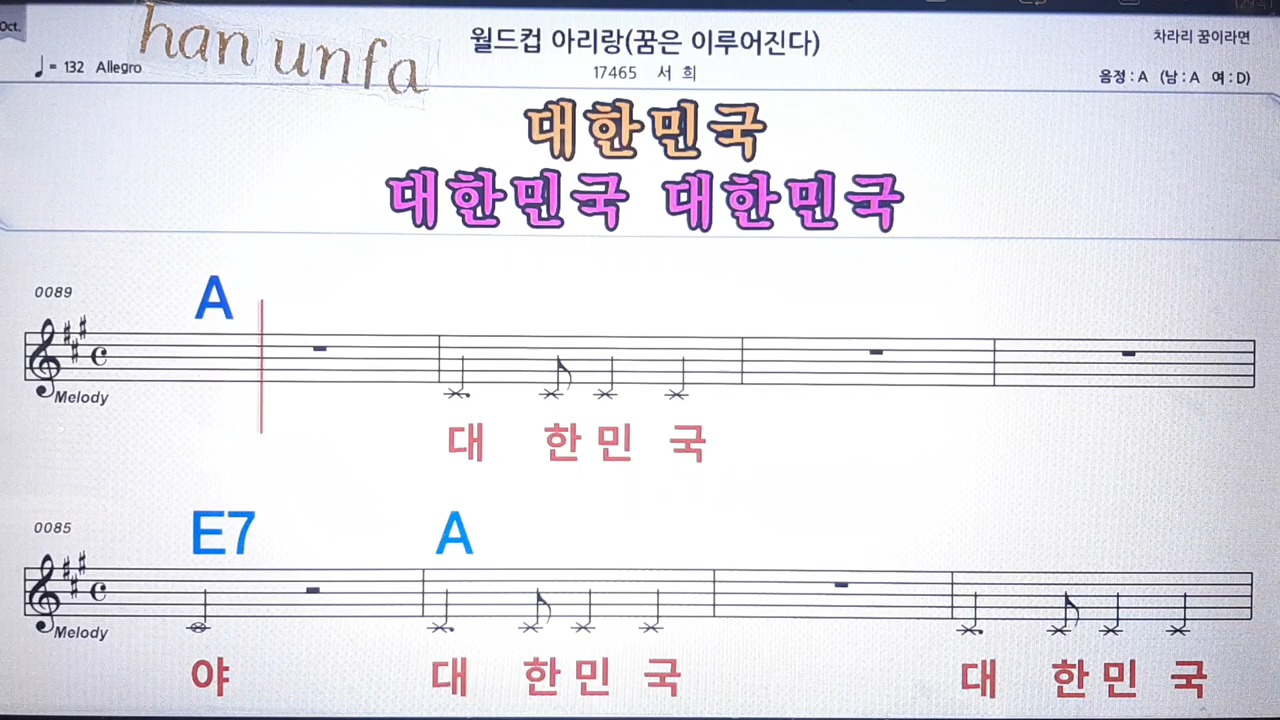 Oct.
han unfa
월드컵 아리랑(꿈은 이루어진다)
차라리 꿈이라면
♩= 132 Allegro
17465 서 희
음정 : A (남 : A 여 : D)
대한민국
대한민국 대한민국
0089
A
Melody
대 한 민 국
0085
E7 A
Melody
야 대 한 민 국 대 한 민 국